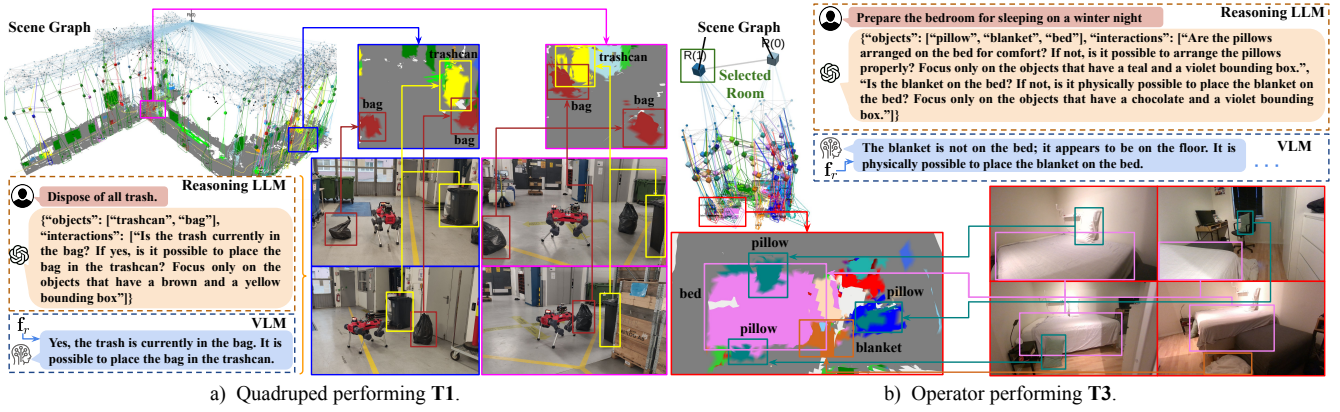 Scene Graph
trashcan
bag
bag
trashcan
bag
bag
Reasoning LLM
Dispose of all trash.
{“objects”: [“trashcan”, “bag”],
“interactions”: [“Is the trash currently in
the bag? If yes, is it possible to place the
bag in the trashcan? Focus only on the
objects that have a brown and a yellow
bounding box”]}
VLM
fr
Yes, the trash is currently in the bag. It is
possible to place the bag in the trashcan.
a) Quadruped performing T1.
Scene Graph
R(0)
R(1)
Selected
Room
Prepare the bedroom for sleeping on a winter night
Reasoning LLM
{“objects”: [“pillow”, “blanket”, “bed”], “interactions”: [“Are the pillows
arranged on the bed for comfort? If not, is it possible to arrange the pillows
properly? Focus only on the objects that have a teal and a violet bounding box.”,
“Is the blanket on the bed? If not, is it physically possible to place the blanket on
the bed? Focus only on the objects that have a chocolate and a violet bounding
box.”]}
VLM
fr
The blanket is not on the bed; it appears to be on the floor. It is
physically possible to place the blanket on the bed.
. . .
pillow
bed
pillow
pillow
blanket
b) Operator performing T3.